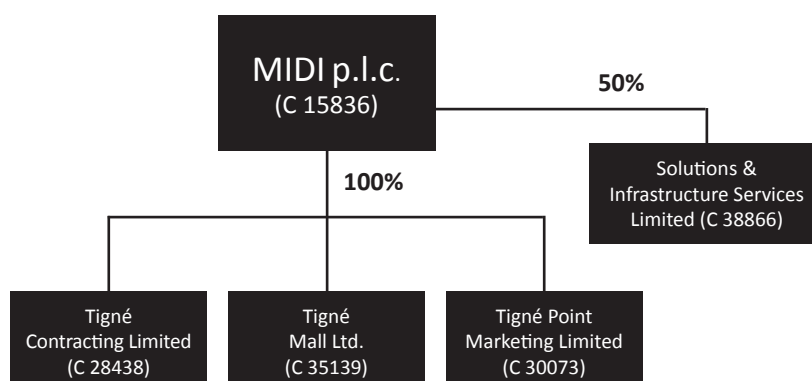 MIDI p.l.c.
(C 15836)
50%
Solutions &
Infrastructure Services
Limited (C 38866)
100%
Tigné
Contracting Limited
(C 28438)
Tigné
Mall Ltd.
(C 35139)
Tigné Point
Marketing Limited
(C 30073)